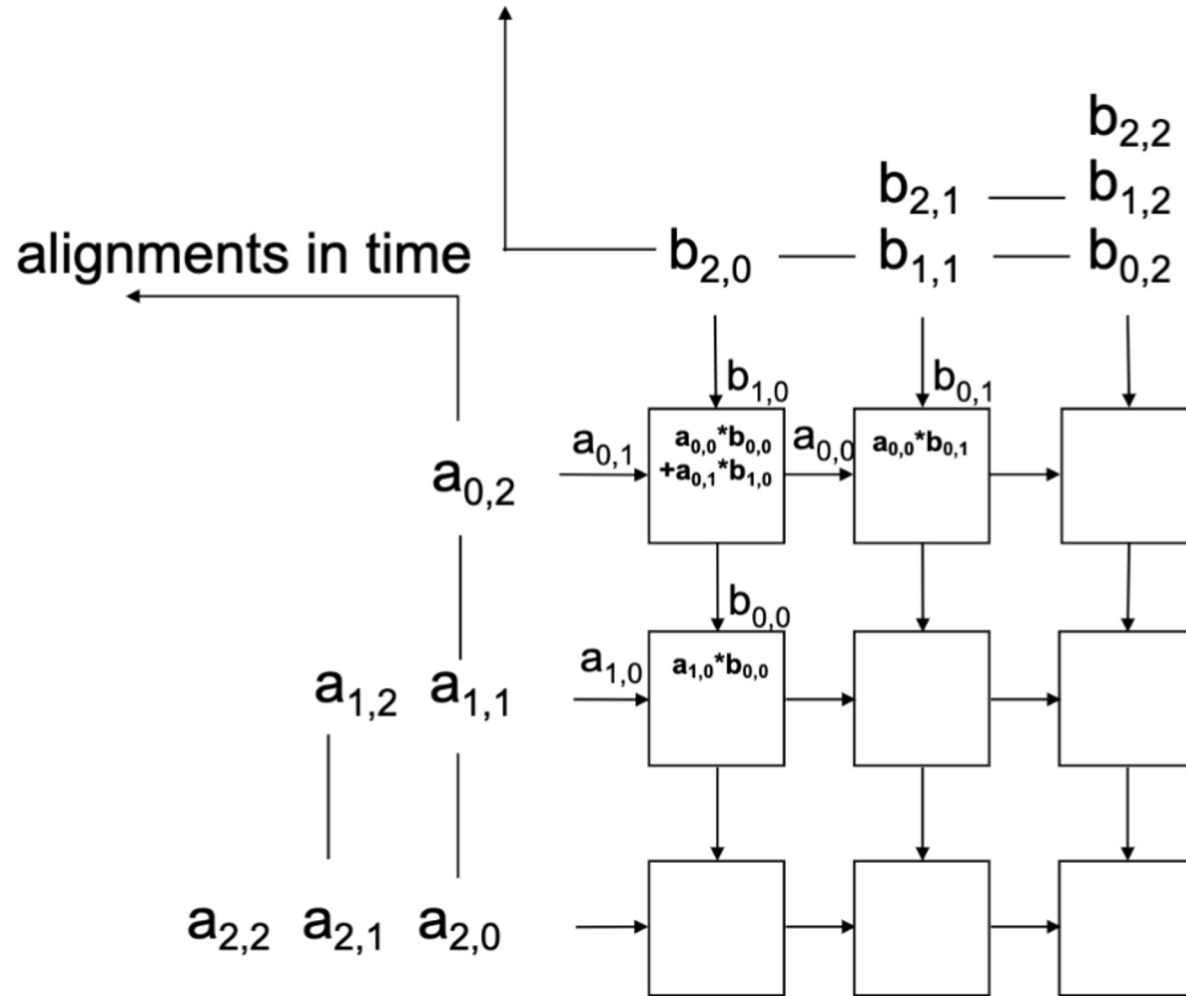 b2,2
b2,1 b1,2
alignments in time b2,0 b1,1 b0,2
b1,0 b0,1
a0,2 a0,1 a0,0*b0,0 a0,0 a0,0*b0,1
+a0,1*b1,0
b0,0
a1,2 a1,1 a1,0 a1,0*b0,0
a2,2 a2,1 a2,0